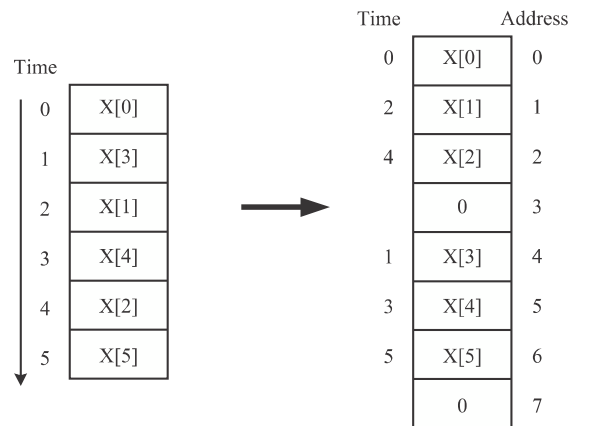 Time Address
0 X[0] 0
2 X[1] 1
4 X[2] 2
0 3
1 X[3] 4
3 X[4] 5
5 X[5] 6
0 7
Time
0 X[0]
1 X[3]
2 X[1]
3 X[4]
4 X[2]
5 X[5]